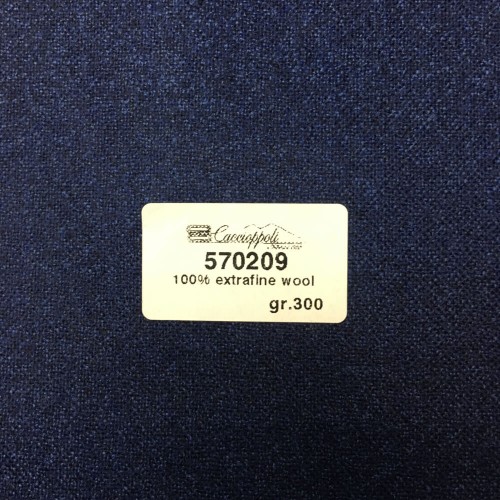 Caccioppoli
570209
100% extrafine wool
gr.300